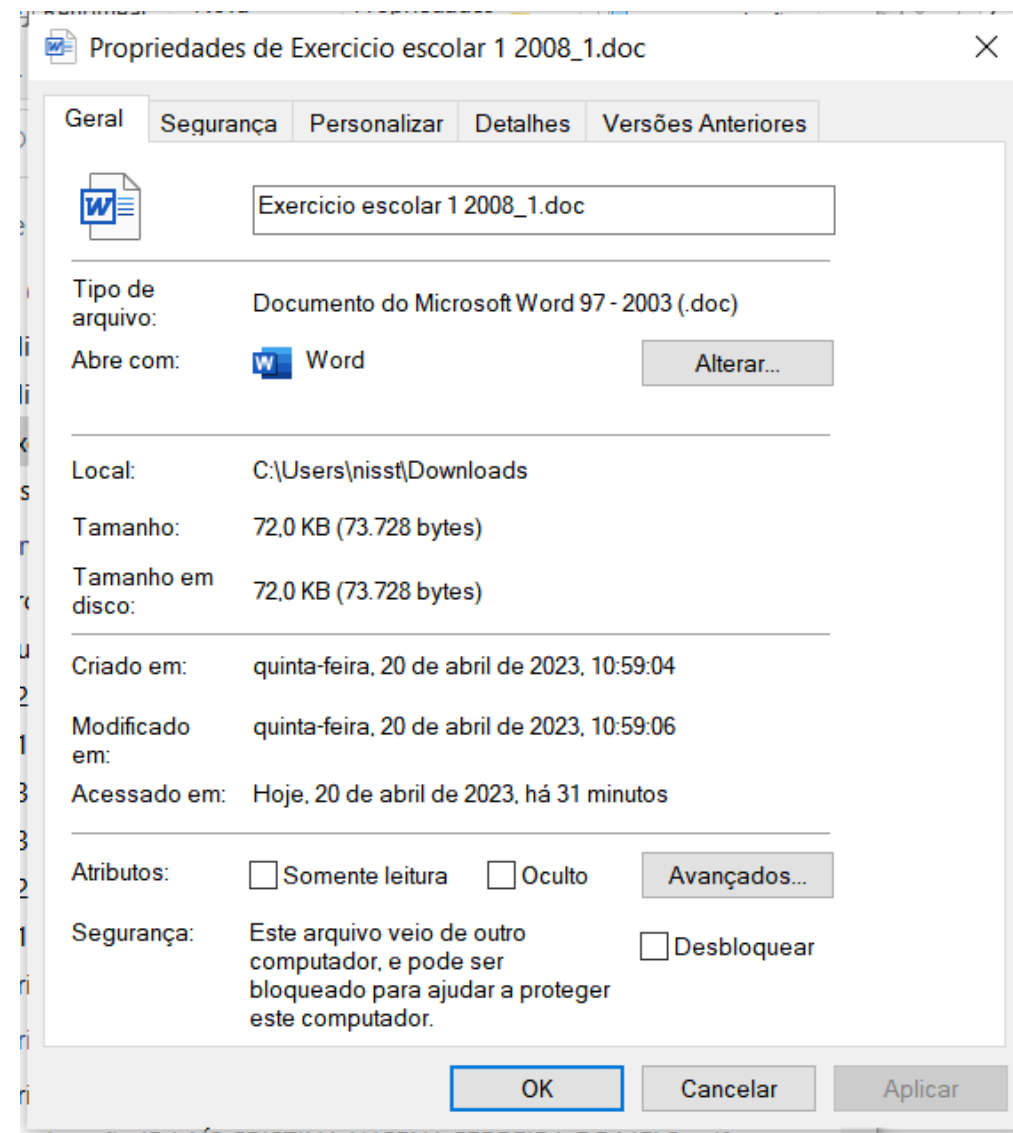 Propriedades de Exercicio escolar 1 2008_1.doc
Geral Segurança Personalizar Detalhes Versões Anteriores
Exercicio escolar 1 2008_1.doc
Tipo de
arquivo:
Documento do Microsoft Word 97 - 2003 (.doc)
Abre com: Word Alterar...
Local: C:\Users\nisst\Downloads
Tamanho: 72,0 KB (73.728 bytes)
Tamanho em
disco:
72,0 KB (73.728 bytes)
Criado em: quinta-feira, 20 de abril de 2023, 10:59:04
Modificado
em:
quinta-feira, 20 de abril de 2023, 10:59:06
Acessado em: Hoje, 20 de abril de 2023, há 31 minutos
Atributos: Somente leitura Oculto Avançados...
Segurança: Este arquivo veio de outro
computador, e pode ser
bloqueado para ajudar a proteger
este computador.
Desbloquear
OK Cancelar Aplicar